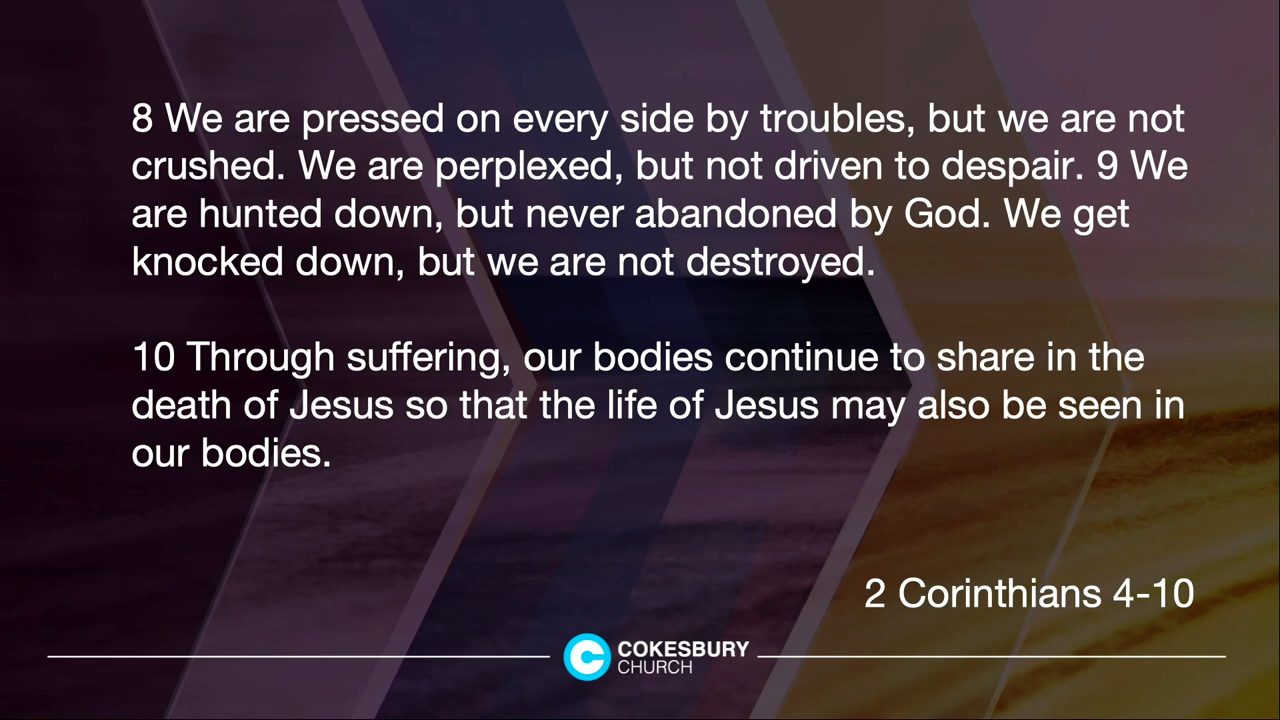 8 We are pressed on every side by troubles, but we are not
crushed. We are perplexed, but not driven to despair. 9 We
are hunted down, but never abandoned by God. We get
knocked down, but we are not destroyed.
10 Through suffering, our bodies continue to share in the
death of Jesus so that the life of Jesus may also be seen in
our bodies.
2 Corinthians 4-10
COKESBURY
CHURCH